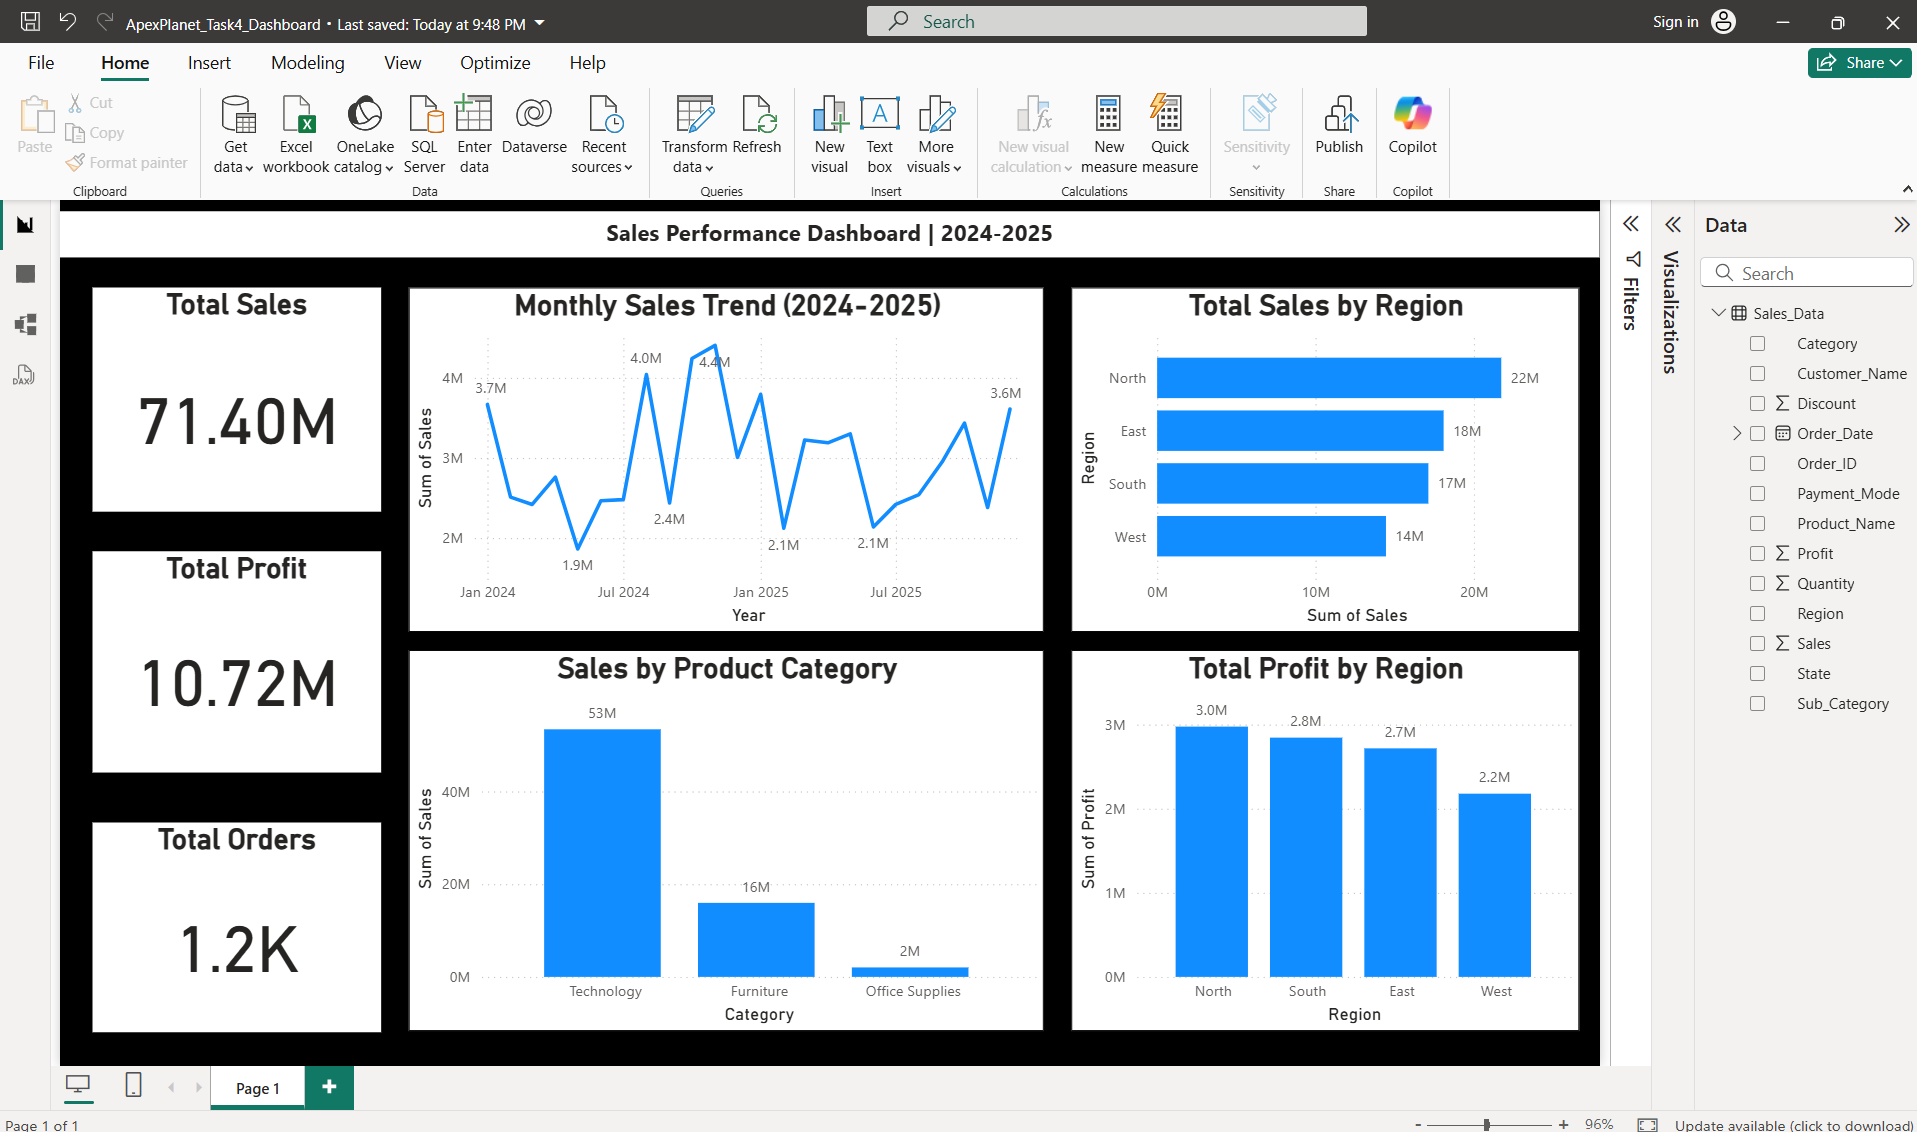 ApexPlanet_Task4_Dashboard • Last saved: Today at 9:48 PM
Search
Sign in
File
Home
Insert
Modeling
View
Optimize
Help
Share
Paste
Cut
Copy
Format painter
Clipboard
Get data
Excel workbook
OneLake catalog
SQL Server
Enter data
Dataverse
Recent sources
Data
Transform data
Refresh
Queries
New visual
Text box
More visuals
Insert
New visual calculation
New measure
Quick measure
Calculations
Sensitivity
Sensitivity
Publish
Share
Copilot
Copilot
DAX
Sales Performance Dashboard | 2024-2025
Total Sales
71.40M
Total Profit
10.72M
Total Orders
1.2K
Monthly Sales Trend (2024-2025)
Sum of Sales
4M
3M
2M
3.7M
1.9M
4.0M
2.4M
4.4M
2.1M
2.1M
3.6M
Jan 2024
Jul 2024
Jan 2025
Jul 2025
Year
Total Sales by Region
Region
North
22M
East
18M
South
17M
West
14M
0M
10M
20M
Sum of Sales
Sales by Product Category
Sum of Sales
40M
20M
0M
53M
16M
2M
Technology
Furniture
Office Supplies
Category
Total Profit by Region
Sum of Profit
3M
2M
1M
0M
3.0M
2.8M
2.7M
2.2M
North
South
East
West
Region
Filters
Visualizations
Data
Search
Sales_Data
Category
Customer_Name
Discount
Order_Date
Order_ID
Payment_Mode
Product_Name
Profit
Quantity
Region
Sales
State
Sub_Category
Page 1
Page 1 of 1
96%
Update available (click to download)